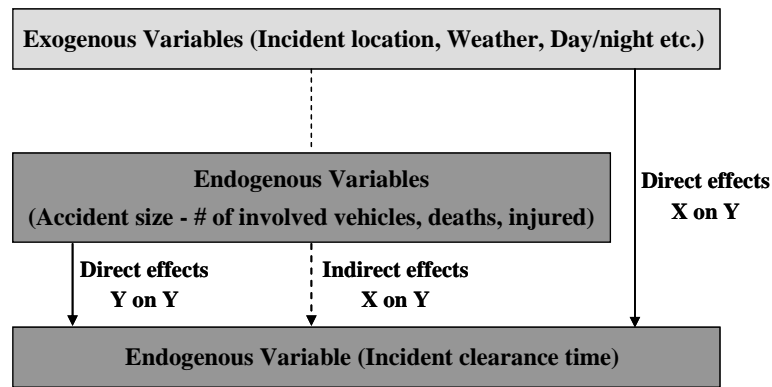 Exogenous Variables (Incident location, Weather, Day/night etc.)
Endogenous Variables
(Accident size - # of involved vehicles, deaths, injured)
Direct effects
X on Y
Direct effects
Y on Y
Indirect effects
X on Y
Endogenous Variable (Incident clearance time)